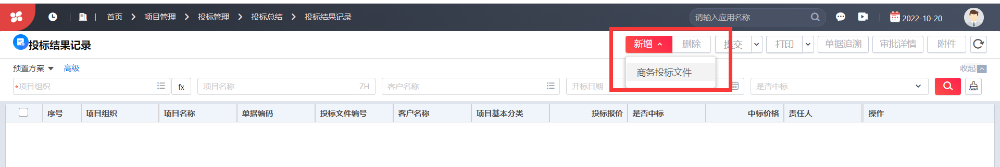 首页 项目管理 投标管理 投标总结 投标结果记录 请输入应用名称 2022-10-20
投标结果记录 新增 删除 提交 打印 单据追溯 审批详情 附件
预置方案 高级 商务投标文件 收起
*项目组织 fx 项目名称 ZH 客户名称 开标日期 是否中标
序号 项目组织 项目名称 单据编码 投标文件编号 客户名称 项目基本分类 投标报价 是否中标 中标价格 责任人 操作